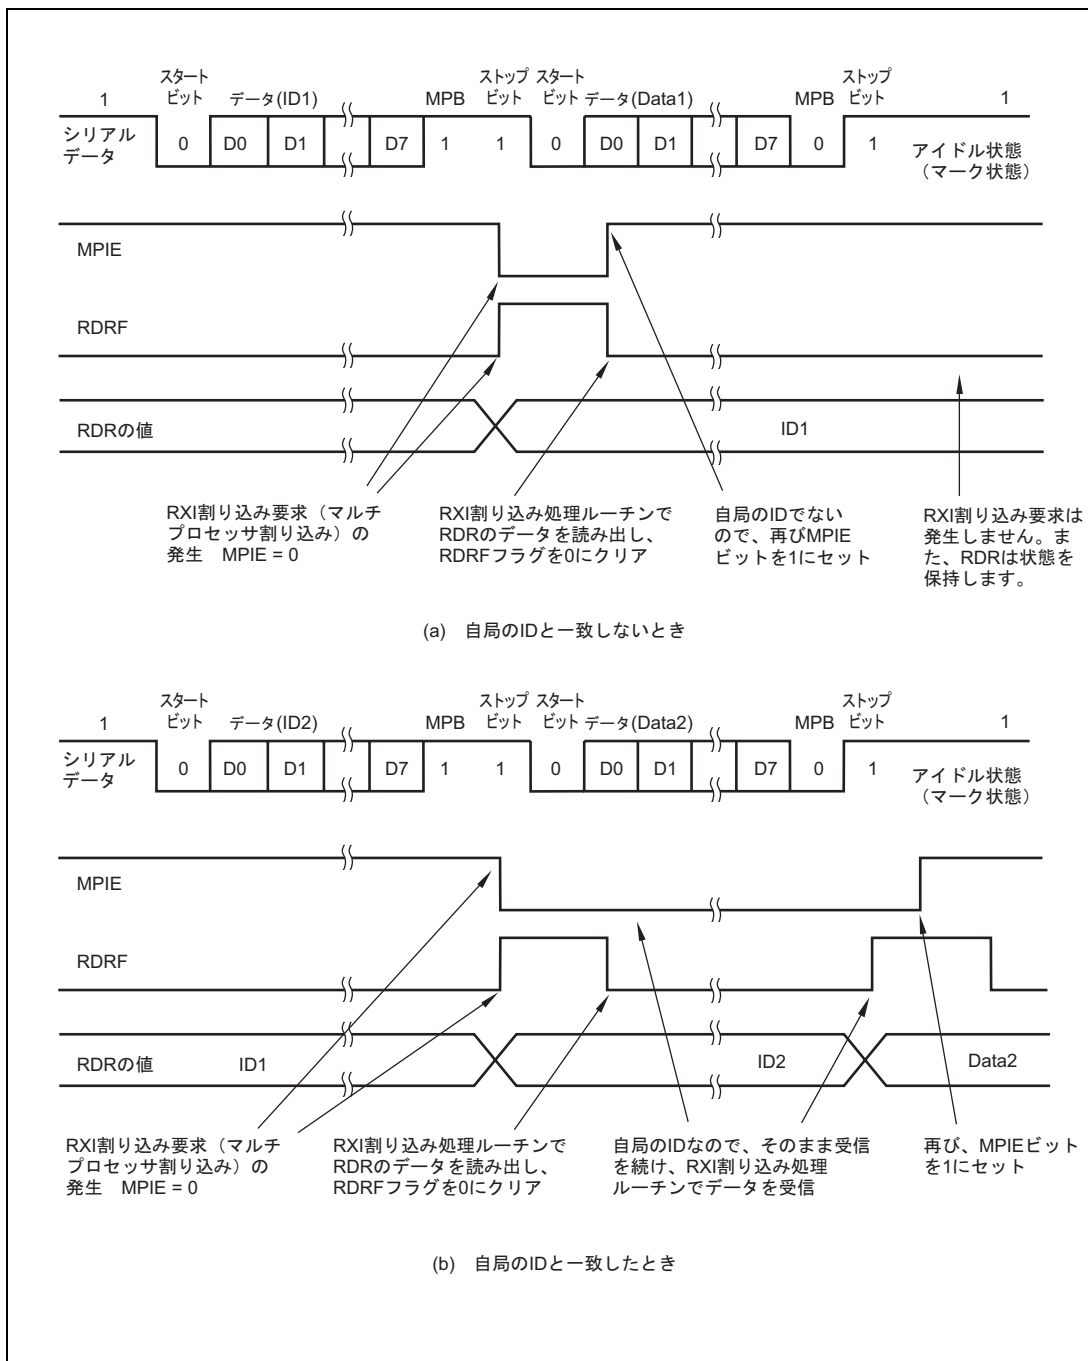 スタート ストップ スタート ストップ
1 ビット データ(ID1) MPB ビット ビット データ(Data1) MPB ビット 1
シリアル
データ
0 D0 D1 D7 1 1 0 D0 D1 D7 0 1
アイドル状態
（マーク状態）
MPIE
RDRF
RDRの値 ID1
RXI割り込み要求（マルチ
プロセッサ割り込み）の
発生 MPIE = 0
RXI割り込み処理ルーチンで
RDRのデータを読み出し、
RDRFフラグを0にクリア
自局のIDでない
ので、再びMPIE
ビットを1にセット
RXI割り込み要求は
発生しません。ま
た、RDRは状態を
保持します。
(a) 自局のIDと一致しないとき
スタート ストップ スタート ストップ
1 ビット データ(ID2) MPB ビット ビット データ(Data2) MPB ビット 1
シリアル
データ
0 D0 D1 D7 1 1 0 D0 D1 D7 0 1
アイドル状態
（マーク状態）
MPIE
RDRF
RDRの値 ID1 ID2 Data2
RXI割り込み要求（マルチ
プロセッサ割り込み）の
発生 MPIE = 0
RXI割り込み処理ルーチンで
RDRのデータを読み出し、
RDRFフラグを0にクリア
自局のIDなので、そのまま受信
を続け、RXI割り込み処理
ルーチンでデータを受信
再び、MPIEビット
を1にセット
(b) 自局のIDと一致したとき